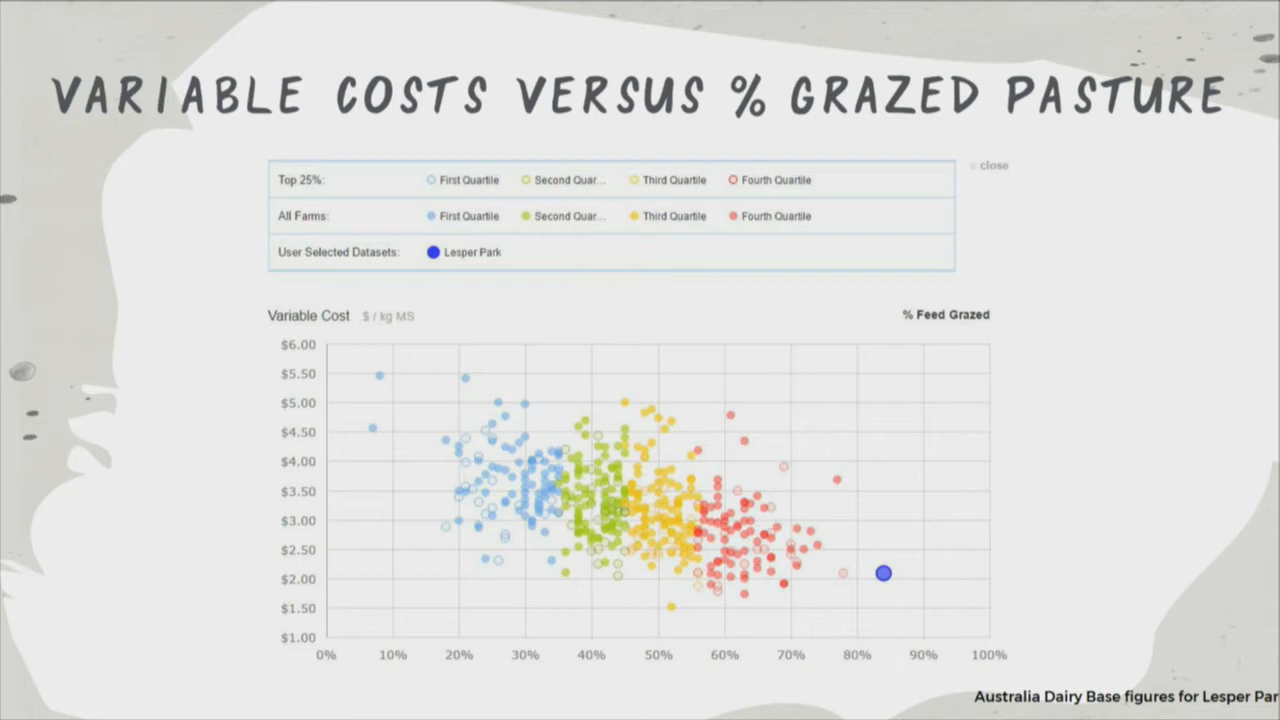 VARIABLE COSTS VERSUS % GRAZED PASTURE
× close
Top 25%: First Quartile Second Quar... Third Quartile Fourth Quartile
All Farms: First Quartile Second Quar... Third Quartile Fourth Quartile
User Selected Datasets: Lesper Park
Variable Cost $ / kg MS % Feed Grazed
$6.00
$5.50
$5.00
$4.50
$4.00
$3.50
$3.00
$2.50
$2.00
$1.50
$1.00
0% 10% 20% 30% 40% 50% 60% 70% 80% 90% 100%
Australia Dairy Base figures for Lesper Par